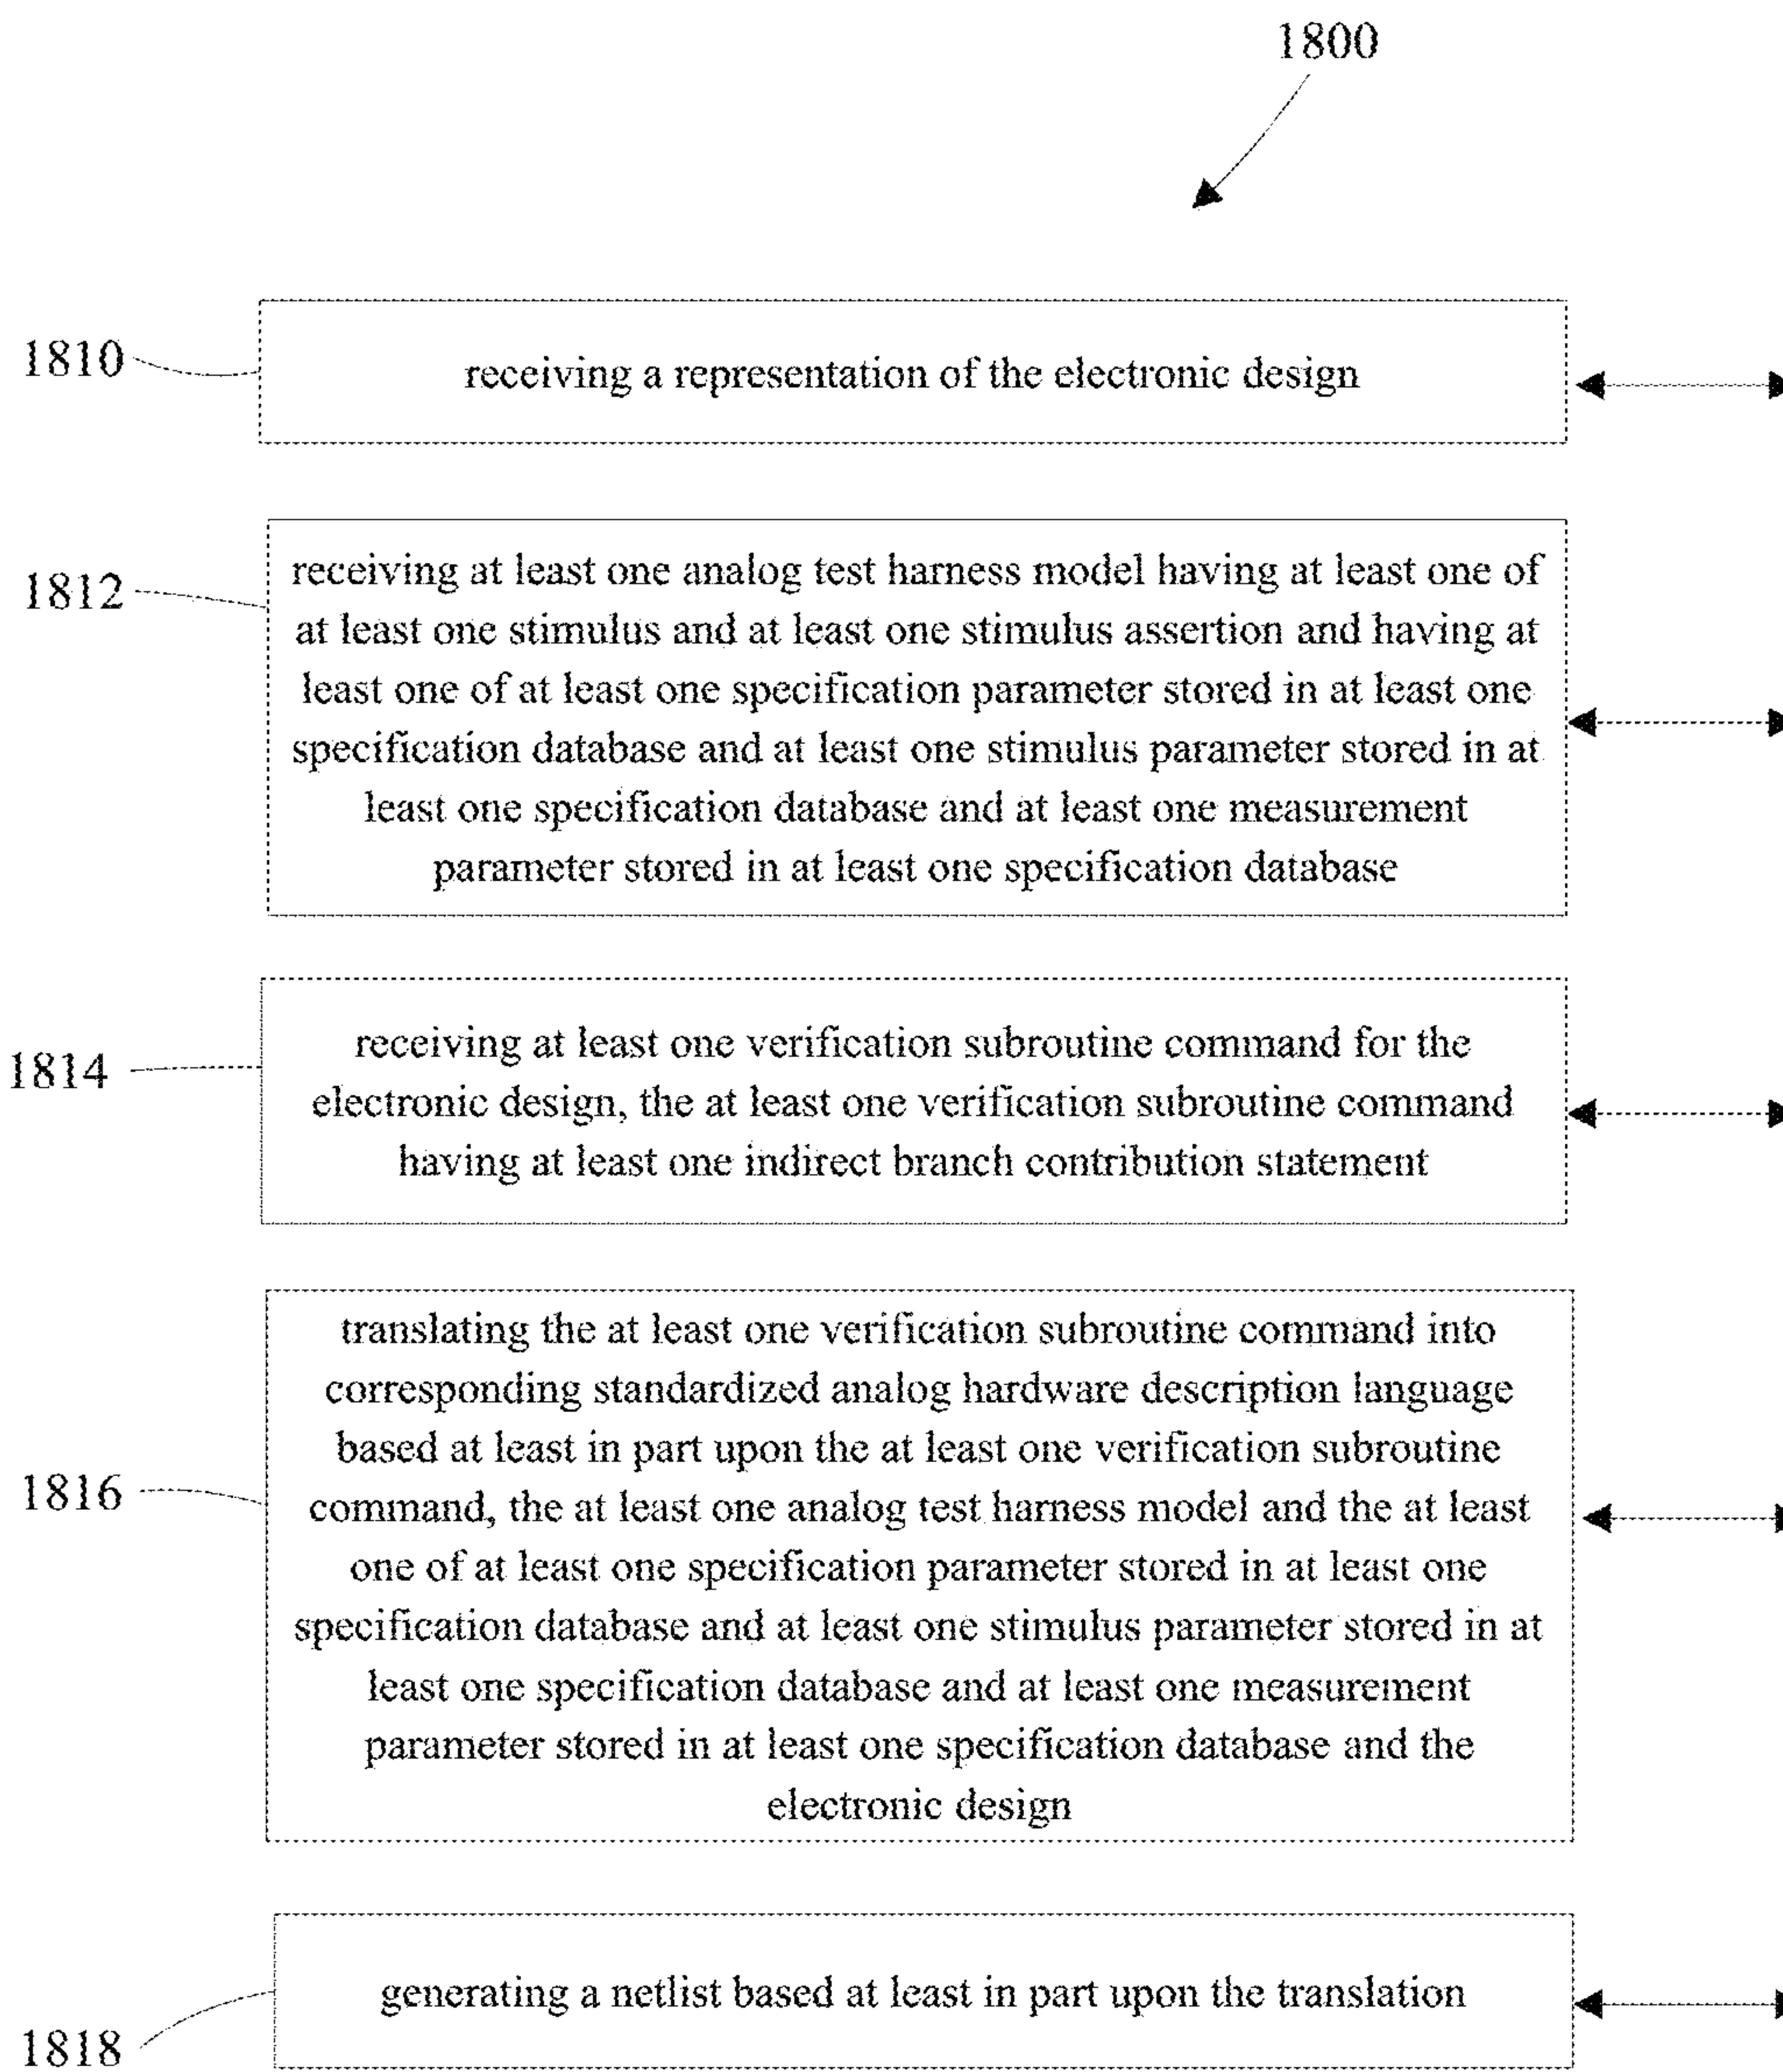 1800
1810
receiving a representation of the electronic design
1812
receiving at least one analog test harness model having at least one of
at least one stimulus and at least one stimulus assertion and having at
least one of at least one specification parameter stored in at least one
specification database and at least one stimulus parameter stored in at
least one specification database and at least one measurement
parameter stored in at least one specification database
1814
receiving at least one verification subroutine command for the
electronic design, the at least one verification subroutine command
having at least one indirect branch contribution statement
1816
translating the at least one verification subroutine command into
corresponding standardized analog hardware description language
based at least in part upon the at least one verification subroutine
command, the at least one analog test harness model and the at least
one of at least one specification parameter stored in at least one
specification database and at least one stimulus parameter stored in at
least one specification database and at least one measurement
parameter stored in at least one specification database and the
electronic design
1818
generating a netlist based at least in part upon the translation